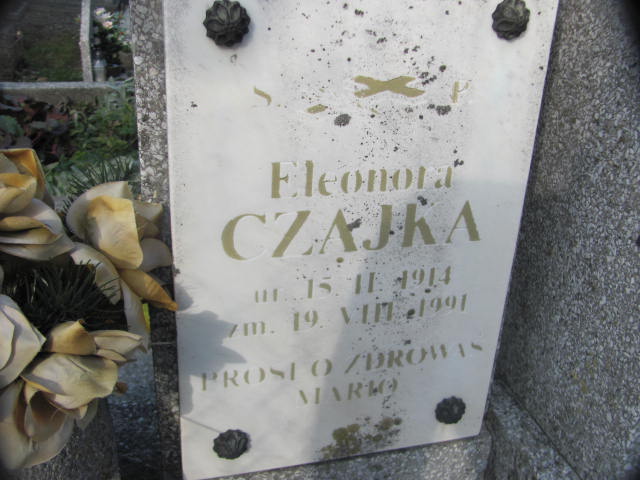 S P.
Eleonora
CZAJKA
ur. 15. II. 1914
zm. 19. VIII. 1991
PROSI O ZDROWAŚ
MARIO